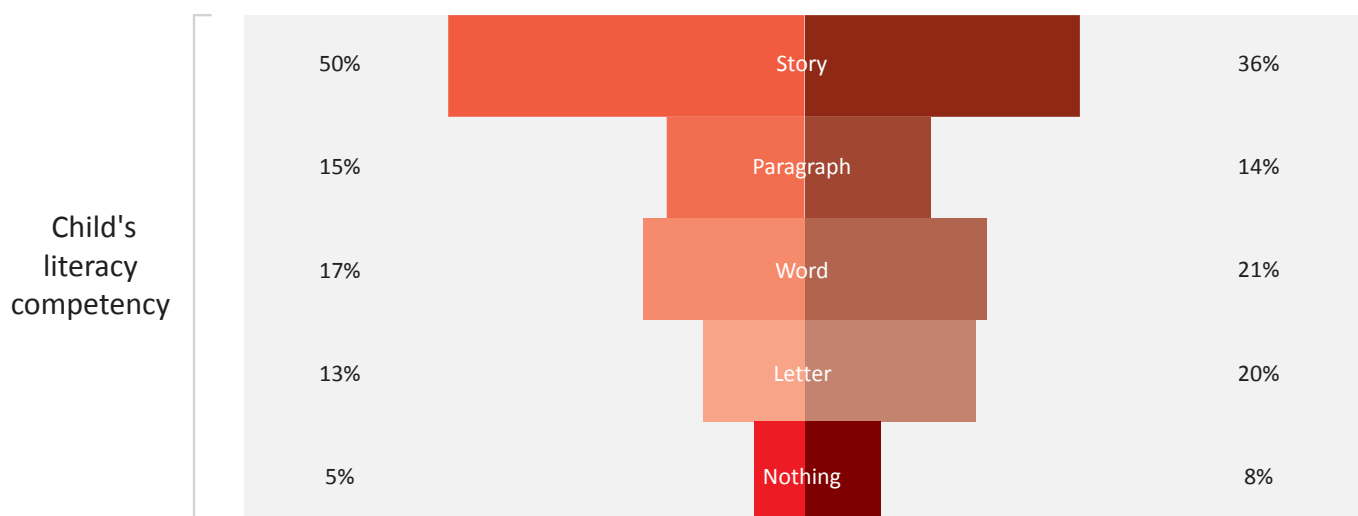 50%
Story
36%
15%
Paragraph
14%
Child's
literacy
competency
17%
Word
21%
13%
Letter
20%
5%
Nothing
8%